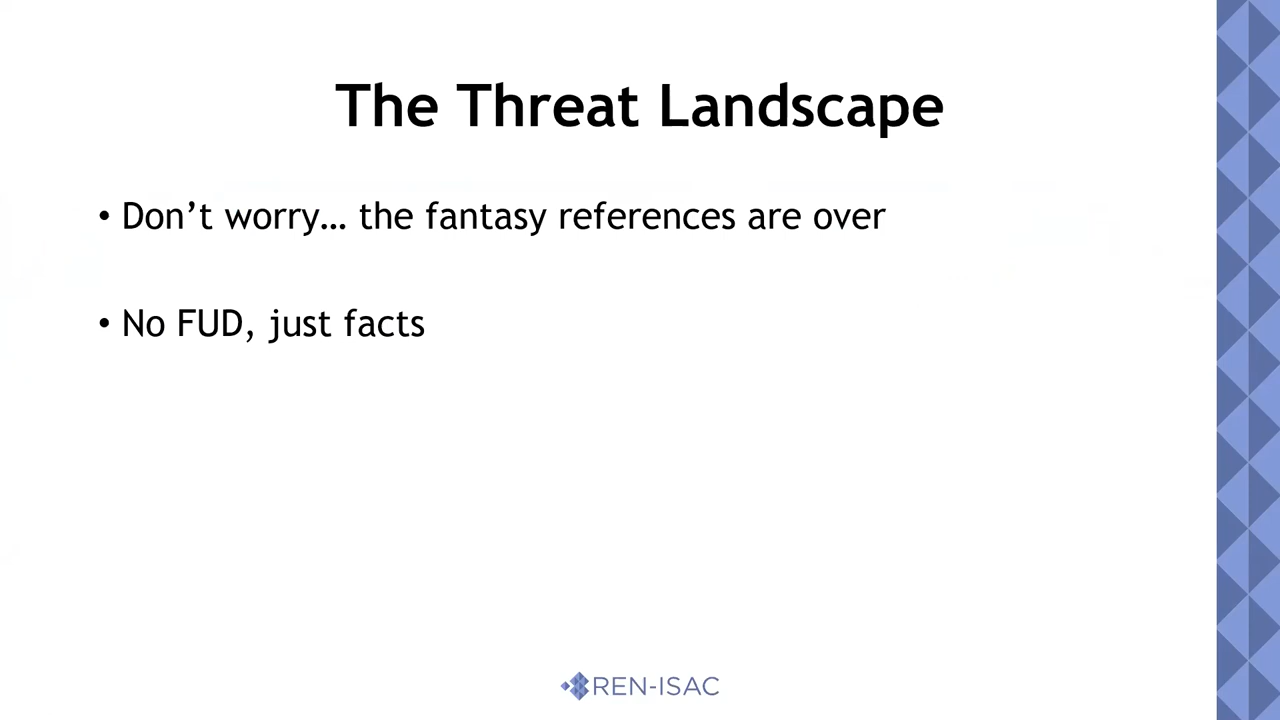 The Threat Landscape
• Don’t worry… the fantasy references are over
• No FUD, just facts
REN-ISAC